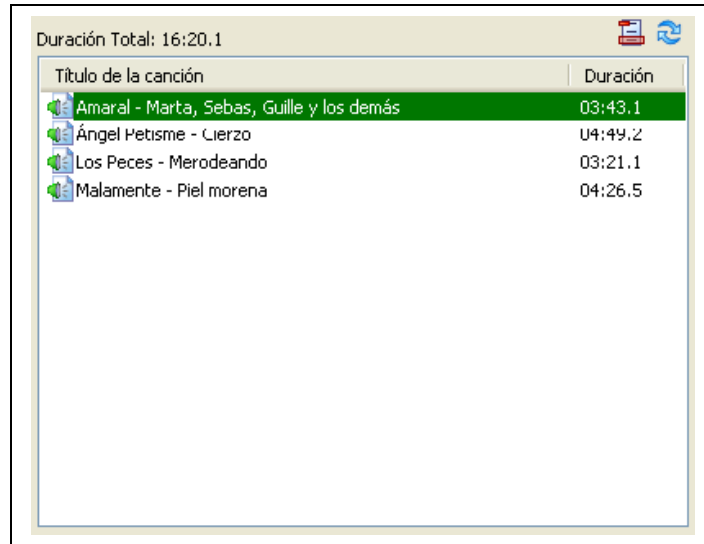 Duración Total: 16:20.1
Título de la canción Duración
Amaral - Marta, Sebas, Guille y los demás 03:43.1
Ángel Petisme - Cierzo 04:49.2
Los Peces - Merodeando 03:21.1
Malamente - Piel morena 04:26.5